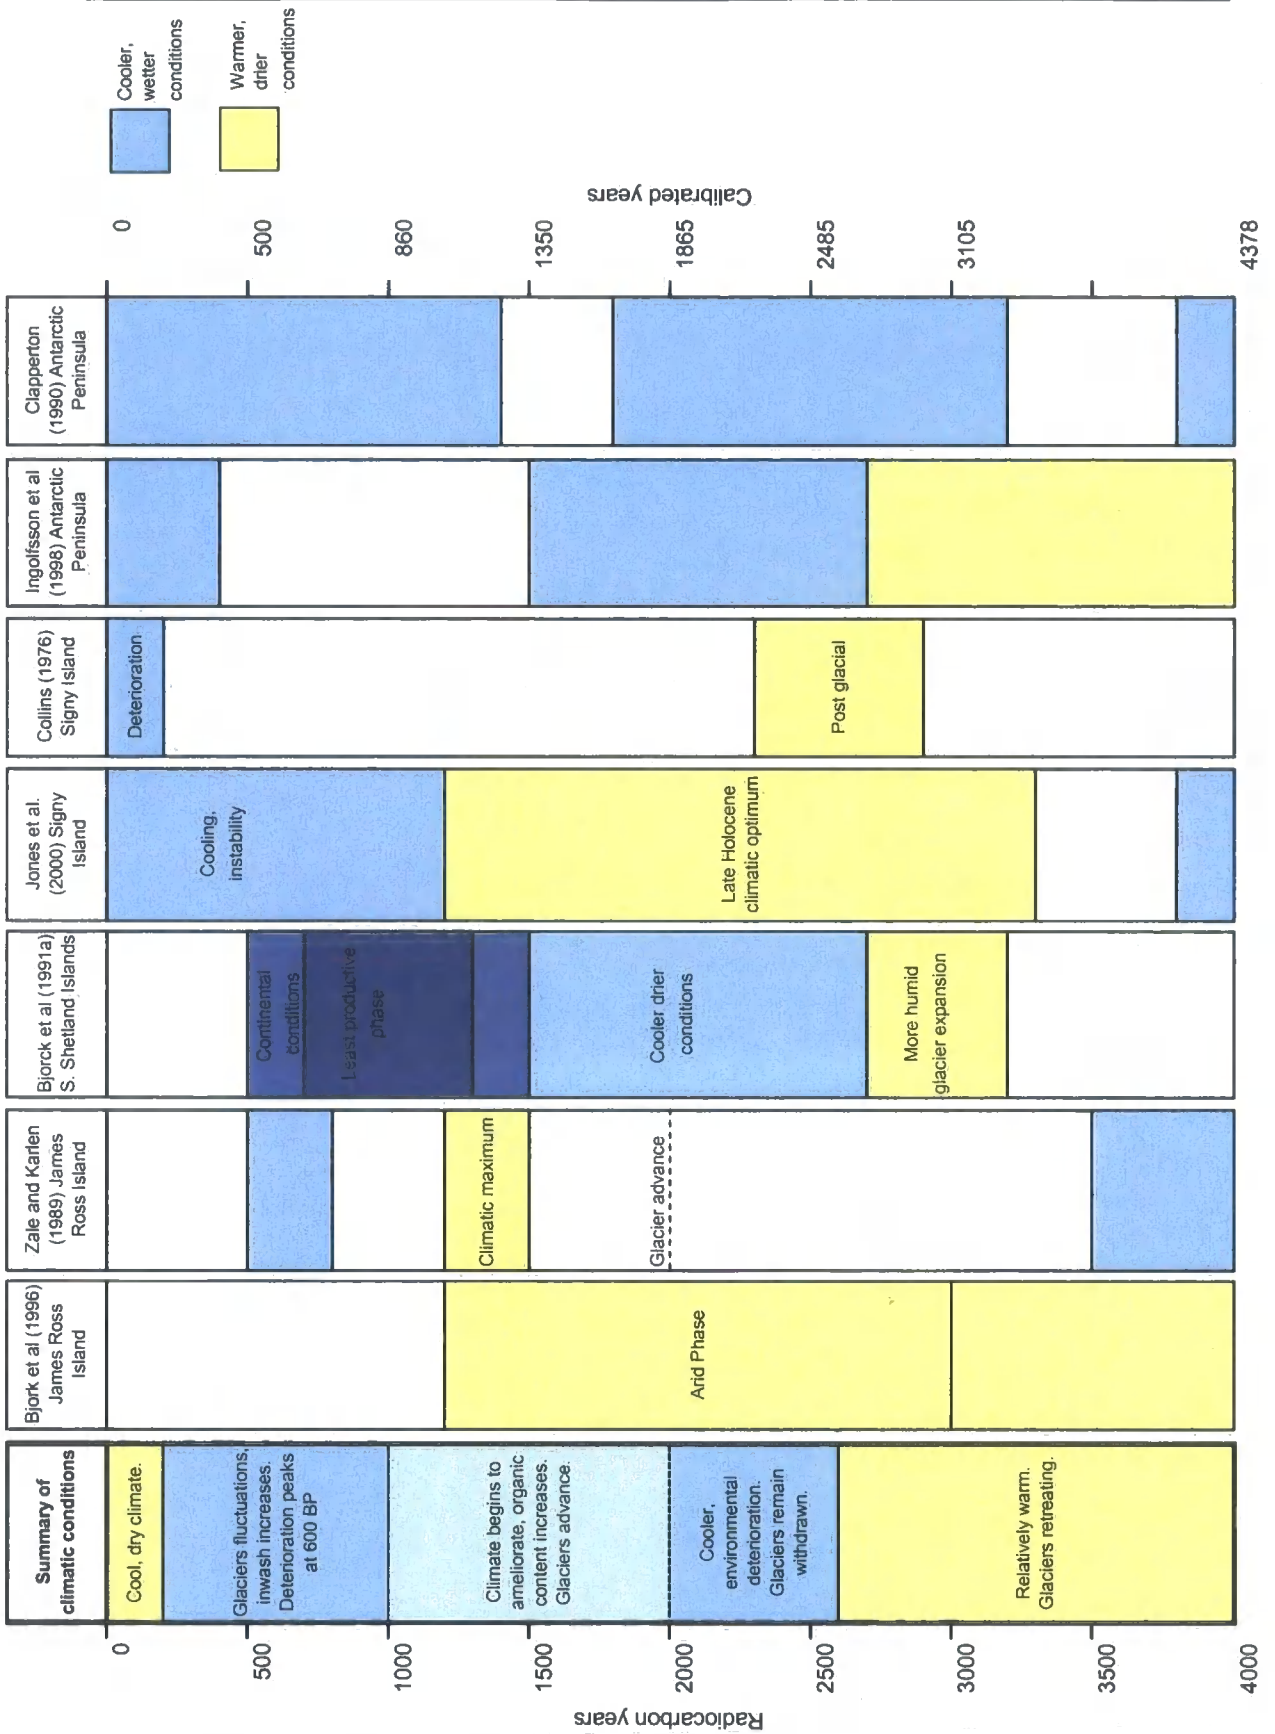 Summary of
climatic conditions
Cool, dry climate.
Glaciers fluctuations,
inwash increases.
Deterioration peaks
at 600 BP
Climate begins to
ameliorate, organic
content increases.
Glaciers advance.
Cooler,
environmental
deterioration.
Glaciers remain
withdrawn.
Relatively warm.
Glaciers retreating.
Bjork et al (1996)
James Ross
Island
Arid Phase
Zale and Karlen
(1989) James
Ross Island
Climatic maximum
Glacier advance
Bjorck et al (1991a)
S. Shetland Islands
Continental
conditions
Least productive
phase
Cooler drier
conditions
More humid
glacier expansion
Jones et al.
(2000) Signy
Island
Cooling,
instability
Late Holocene
climatic optimum
Collins (1976)
Signy Island
Deterioration
Post glacial
Ingolfsson et al
(1998) Antarctic
Peninsula
Clapperton
(1990) Antarctic
Peninsula
Radiocarbon years
0
500
1000
1500
2000
2500
3000
3500
4000
Calibrated years
0
500
860
1350
1865
2485
3105
4378
Cooler,
wetter
conditions
Warmer,
drier
conditions